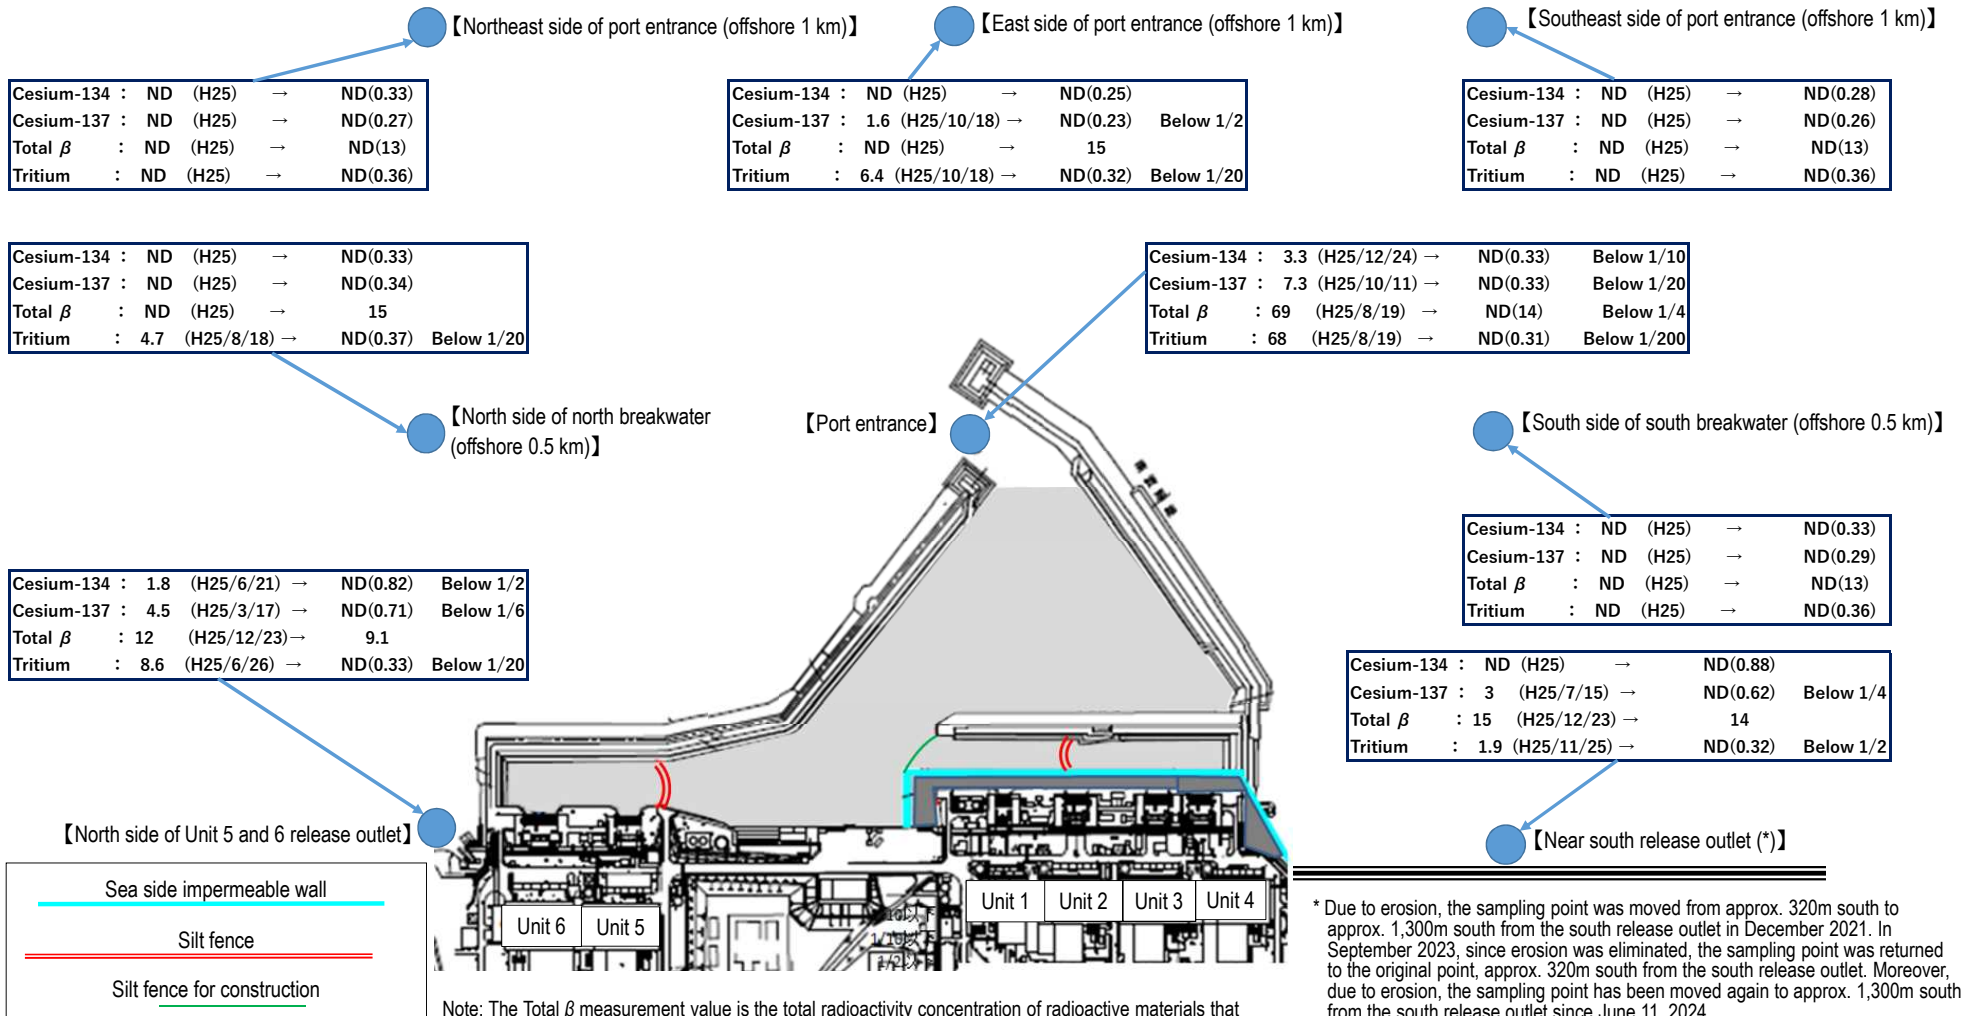 【Northeast side of port entrance (offshore 1 km)】
Cesium-134 : ND (H25) → ND(0.33)
Cesium-137 : ND (H25) → ND(0.27)
Total β : ND (H25) → ND(13)
Tritium : ND (H25) → ND(0.36)
【East side of port entrance (offshore 1 km)】
Cesium-134 : ND (H25) → ND(0.25)
Cesium-137 : 1.6 (H25/10/18) → ND(0.23) Below 1/2
Total β : ND (H25) → 15
Tritium : 6.4 (H25/10/18) → ND(0.32) Below 1/20
【Southeast side of port entrance (offshore 1 km)】
Cesium-134 : ND (H25) → ND(0.28)
Cesium-137 : ND (H25) → ND(0.26)
Total β : ND (H25) → ND(13)
Tritium : ND (H25) → ND(0.36)
Cesium-134 : ND (H25) → ND(0.33)
Cesium-137 : ND (H25) → ND(0.34)
Total β : ND (H25) → 15
Tritium : 4.7 (H25/8/18) → ND(0.37) Below 1/20
【North side of north breakwater
(offshore 0.5 km)】
Cesium-134 : 3.3 (H25/12/24) → ND(0.33) Below 1/10
Cesium-137 : 7.3 (H25/10/11) → ND(0.33) Below 1/20
Total β : 69 (H25/8/19) → ND(14) Below 1/4
Tritium : 68 (H25/8/19) → ND(0.31) Below 1/200
【Port entrance】
【South side of south breakwater (offshore 0.5 km)】
Cesium-134 : ND (H25) → ND(0.33)
Cesium-137 : ND (H25) → ND(0.29)
Total β : ND (H25) → ND(13)
Tritium : ND (H25) → ND(0.36)
Cesium-134 : 1.8 (H25/6/21) → ND(0.82) Below 1/2
Cesium-137 : 4.5 (H25/3/17) → ND(0.71) Below 1/6
Total β : 12 (H25/12/23) → 9.1
Tritium : 8.6 (H25/6/26) → ND(0.33) Below 1/20
【North side of Unit 5 and 6 release outlet】
Cesium-134 : ND (H25) → ND(0.88)
Cesium-137 : 3 (H25/7/15) → ND(0.62) Below 1/4
Total β : 15 (H25/12/23) → 14
Tritium : 1.9 (H25/11/25) → ND(0.32) Below 1/2
【Near south release outlet (*)】
Sea side impermeable wall
Silt fence
Silt fence for construction
Unit 6 Unit 5
Unit 1 Unit 2 Unit 3 Unit 4
* Due to erosion, the sampling point was moved from approx. 320m south to
approx. 1,300m south from the south release outlet in December 2021. In
September 2023, since erosion was eliminated, the sampling point was returned
to the original point, approx. 320m south from the south release outlet. Moreover,
due to erosion, the sampling point has been moved again to approx. 1,300m south
from the south release outlet since June 11, 2024.
Note: The Total β measurement value is the total radioactivity concentration of radioactive materials that